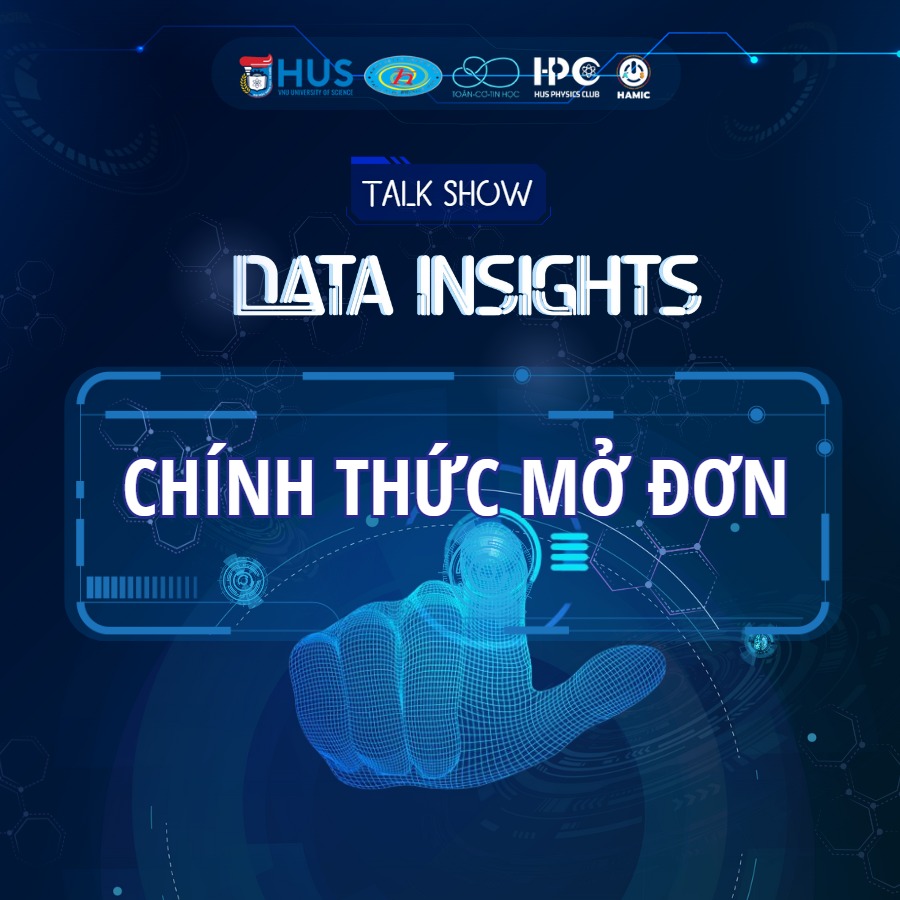 HUS
VNU UNIVERSITY OF SCIENCE
H
TOÁN-CƠ-TIN HỌC
HPC
HUS PHYSICS CLUB
HAMIC
TALK SHOW
DATA INSIGHTS
CHÍNH THỨC MỞ ĐƠN